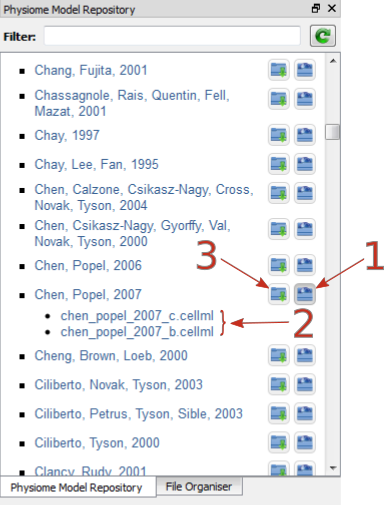 Physiome Model Repository
Filter:
Chang, Fujita, 2001
Chassagnole, Rais, Quentin, Fell,
Mazat, 2001
Chay, 1997
Chay, Lee, Fan, 1995
Chen, Calzone, Csikasz-Nagy, Cross,
Novak, Tyson, 2004
Chen, Csikasz-Nagy, Gyorffy, Val,
Novak, Tyson, 2000
Chen, Popel, 2006
3
1
Chen, Popel, 2007
chen_popel_2007_c.cellml
chen_popel_2007_b.cellml
} 2
Cheng, Brown, Loeb, 2000
Ciliberto, Novak, Tyson, 2003
Ciliberto, Petrus, Tyson, Sible, 2003
Ciliberto, Tyson, 2000
Clancy, Rudy, 2001
Physiome Model Repository
File Organiser